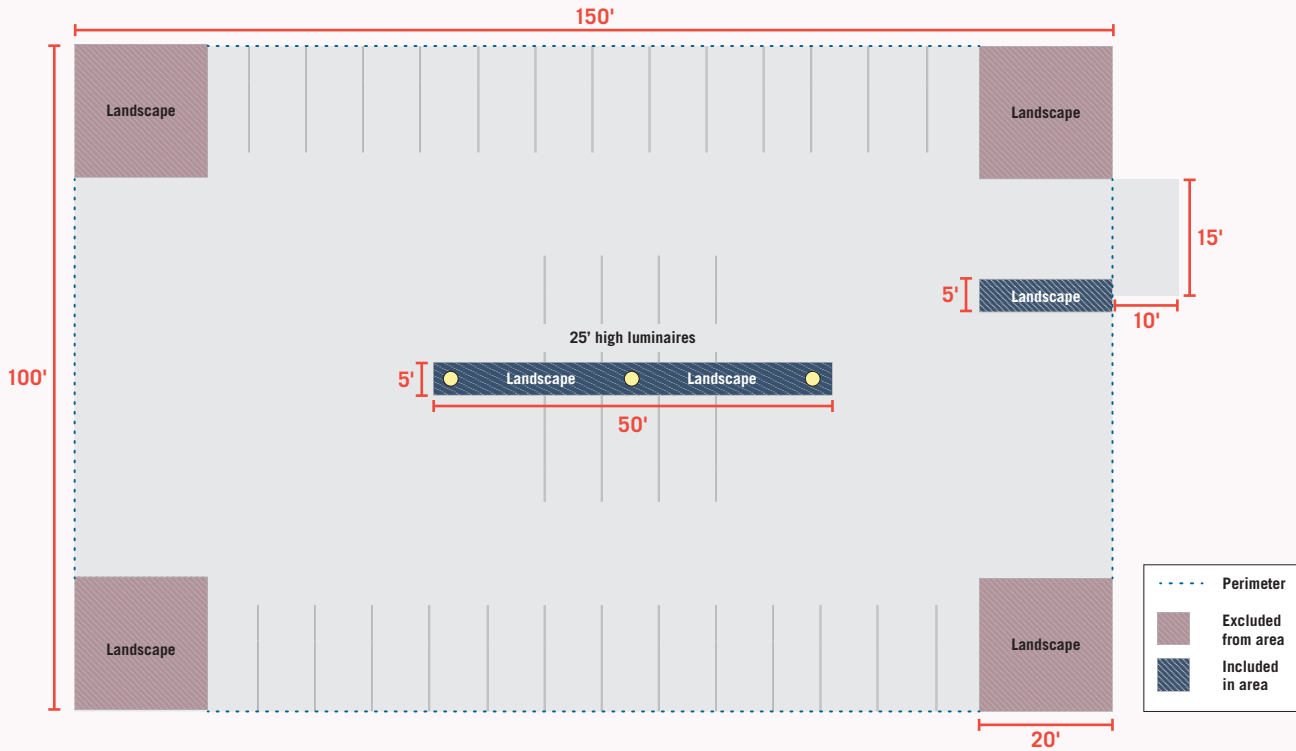 150'
Landscape
Landscape
15'
5'
Landscape
10'
25’ high luminaires
100'
5'
Landscape
Landscape
50'
Landscape
Landscape
20'
Perimeter
Excluded
from area
Included
in area